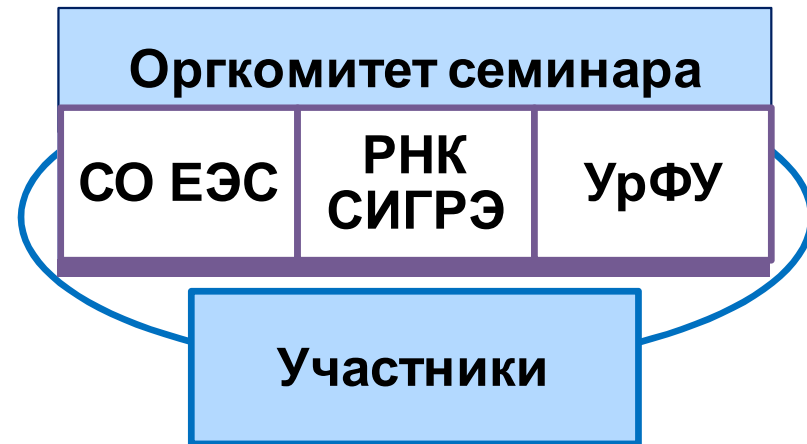 Оргкомитет семинара
СО ЕЭС
РНК
СИГРЭ
УрФУ
Участники